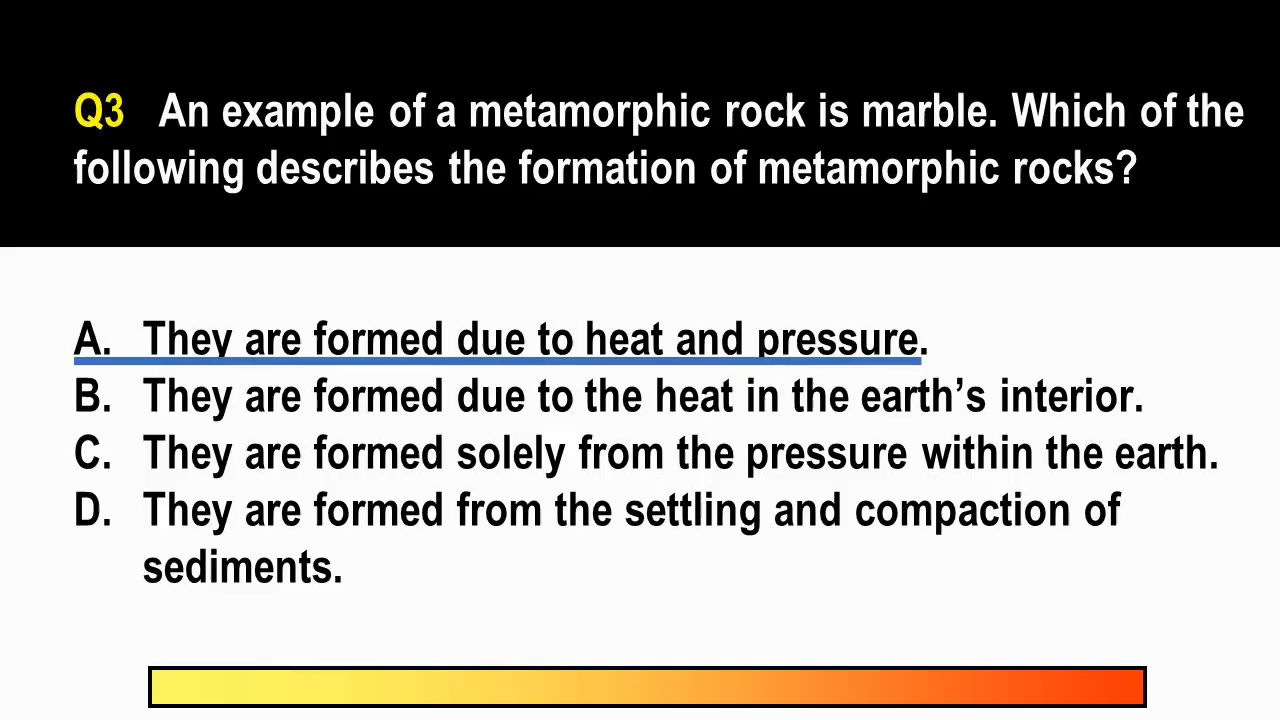 Q3 An example of a metamorphic rock is marble. Which of the
following describes the formation of metamorphic rocks?
A. They are formed due to heat and pressure.
B. They are formed due to the heat in the earth’s interior.
C. They are formed solely from the pressure within the earth.
D. They are formed from the settling and compaction of
sediments.